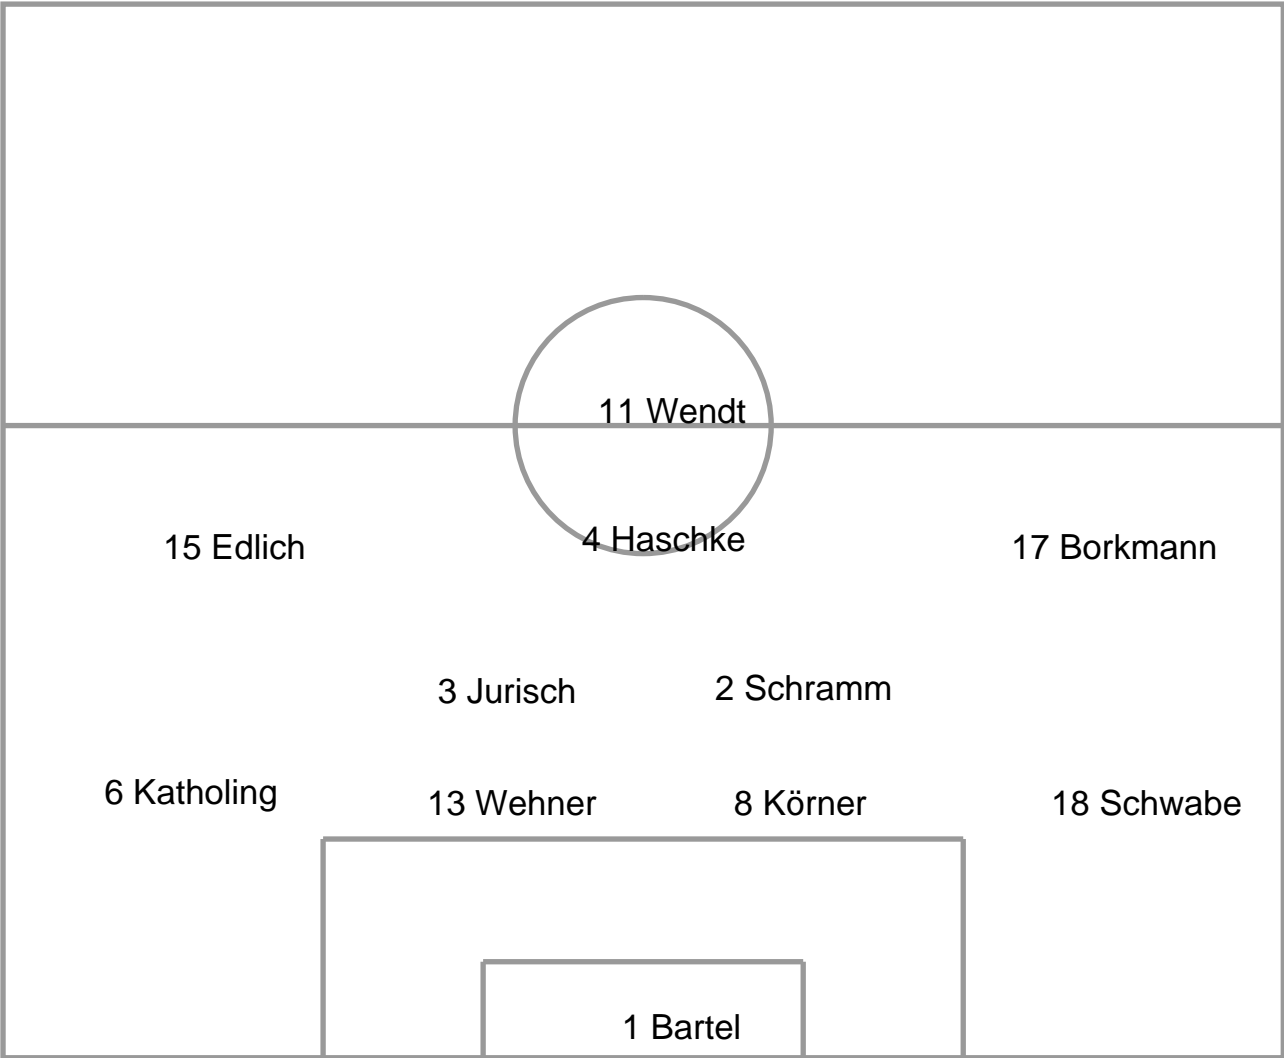 11 Wendt
15 Edlich
4 Haschke
17 Borkmann
3 Jurisch
2 Schramm
6 Katholing
13 Wehner
8 Körner
18 Schwabe
1 Bartel